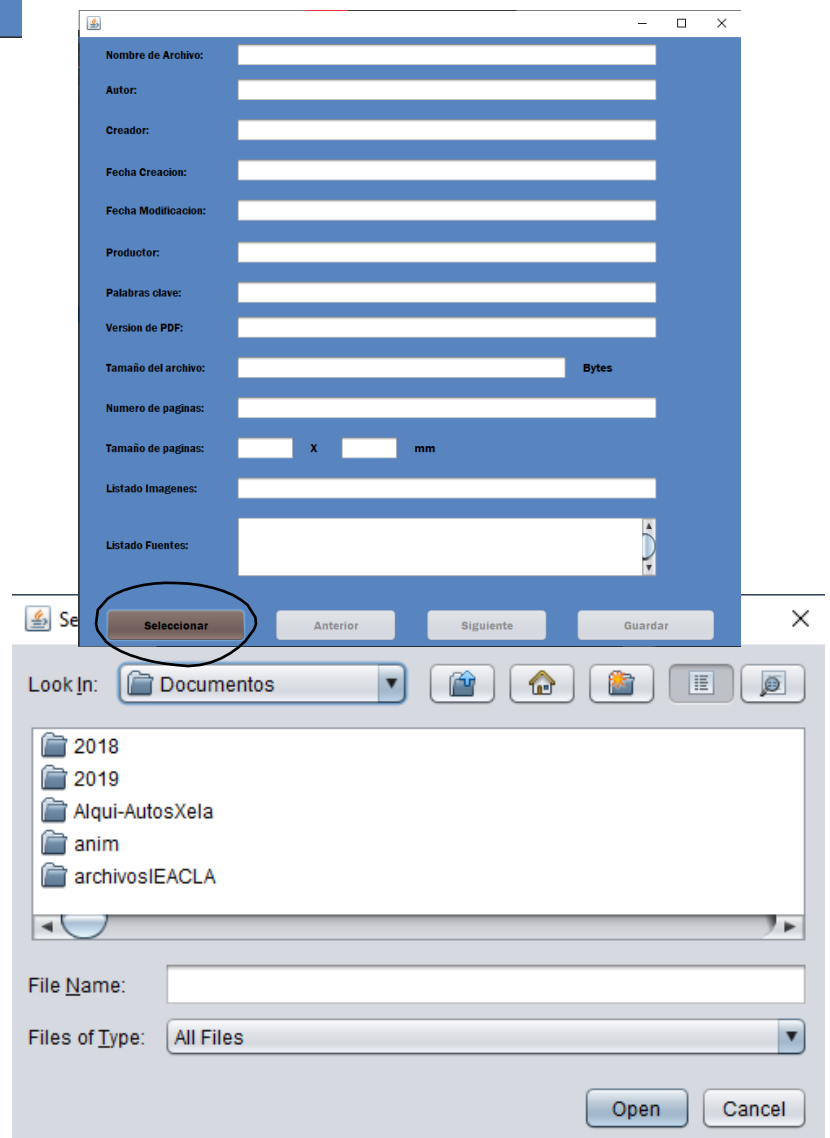 Nombre de Archivo:
Autor:
Creador:
Fecha Creacion:
Fecha Modificacion:
Productor:
Palabras clave:
Version de PDF:
Tamaño del archivo: Bytes
Numero de paginas:
Tamaño de paginas: X mm
Listado Imagenes:
Listado Fuentes:
Seleccionar Anterior Siguiente Guardar
Se
Look In: Documentos
2018
2019
Alqui-AutosXela
anim
archivosIEACLA
File Name:
Files of Type: All Files
Open Cancel